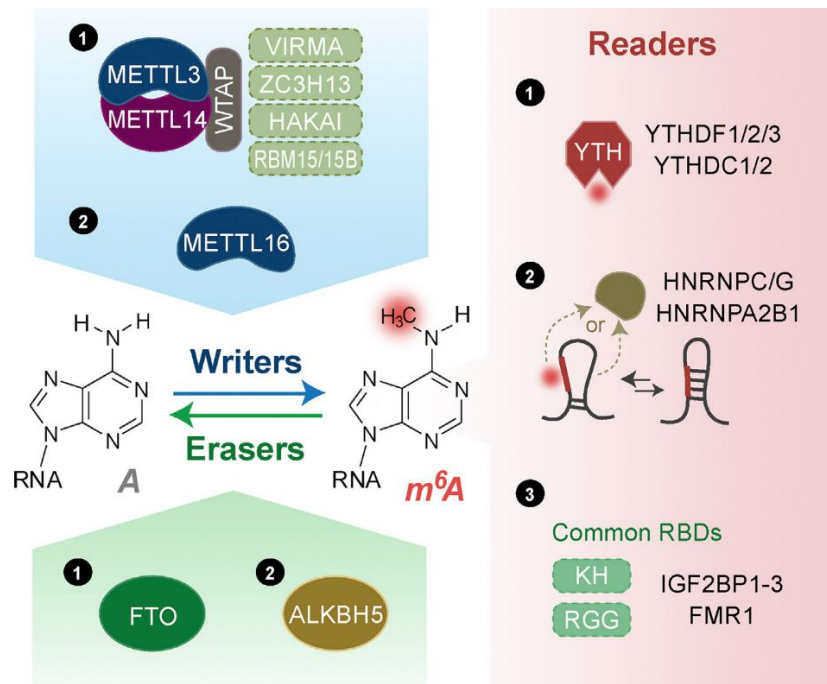 1
METTL3
METTL14
WTAP
VIRMA
ZC3H13
HAKAI
RBM15/15B
2
METTL16
H N H
N
N
N
N
RNA
A
Writers
Erasers
H₃C N H
N
N
N
N
RNA
m⁶A
1
FTO
2
ALKBH5
Readers
1
YTH
YTHDF1/2/3
YTHDC1/2
2
or
HNRNPC/G
HNRNPA2B1
3
Common RBDs
KH
RGG
IGF2BP1-3
FMR1